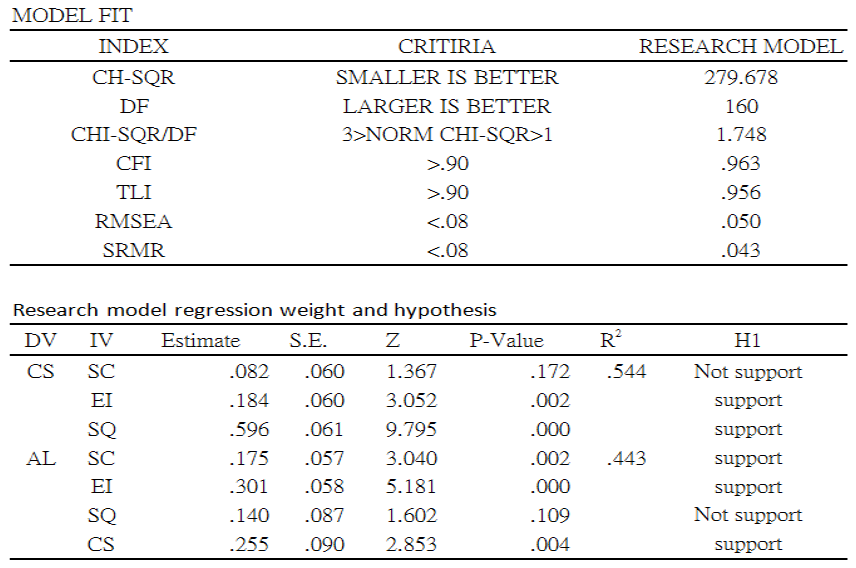 MODEL FIT
INDEX CRITIRIA RESEARCH MODEL
CH-SQR SMALLER IS BETTER 279.678
DF LARGER IS BETTER 160
CHI-SQR/DF 3>NORM CHI-SQR>1 1.748
CFI >.90 .963
TLI >.90 .956
RMSEA <.08 .050
SRMR <.08 .043
Research model regression weight and hypothesis
DV IV Estimate S.E. Z P-Value R² H1
CS SC .082 .060 1.367 .172 .544 Not support
EI .184 .060 3.052 .002 support
SQ .596 .061 9.795 .000 support
AL SC .175 .057 3.040 .002 .443 support
EI .301 .058 5.181 .000 support
SQ .140 .087 1.602 .109 Not support
CS .255 .090 2.853 .004 support